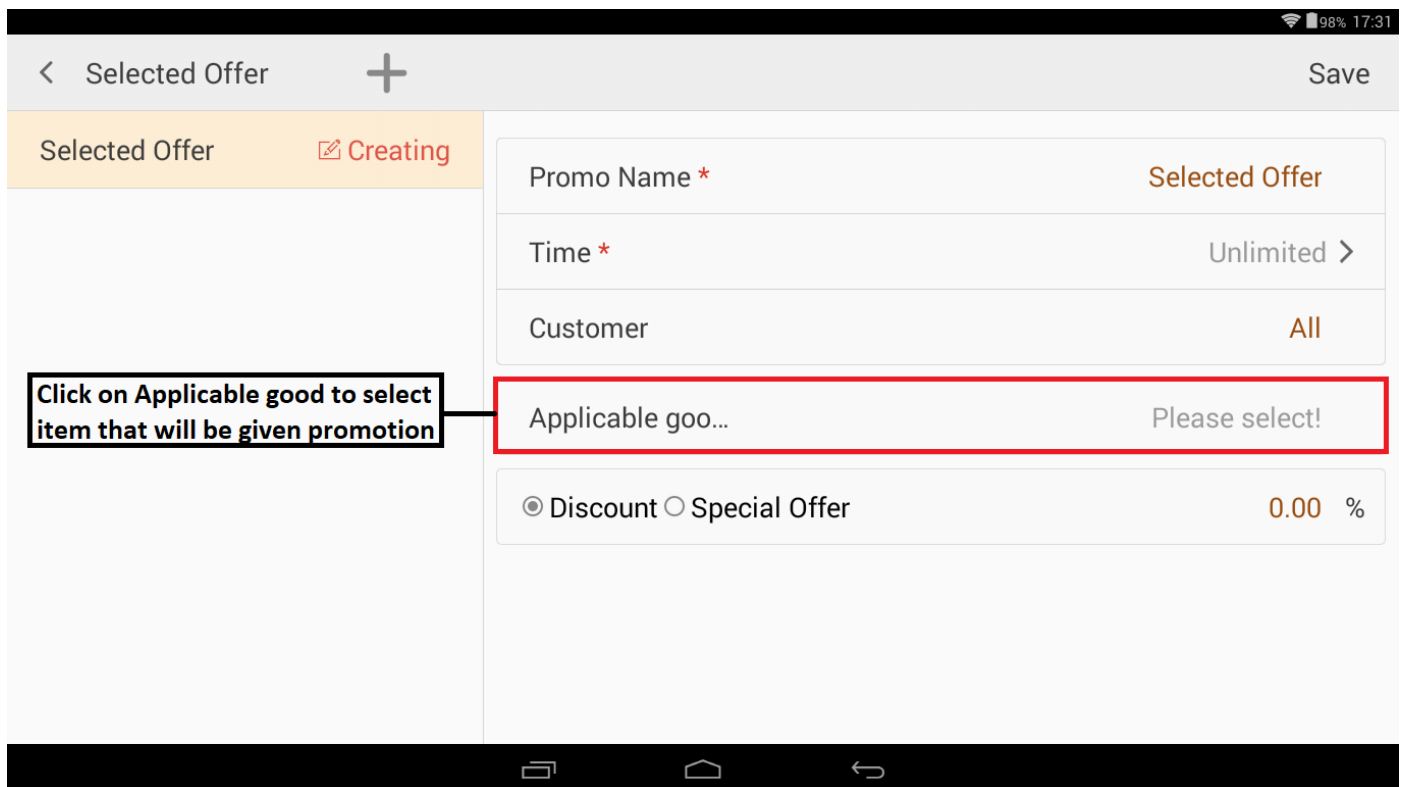 98% 17:31
Selected Offer
Save
Selected Offer
Creating
Promo Name *
Selected Offer
Time *
Unlimited
Customer
All
Click on Applicable good to select
item that will be given promotion
Applicable goo...
Please select!
Discount Special Offer
0.00 %